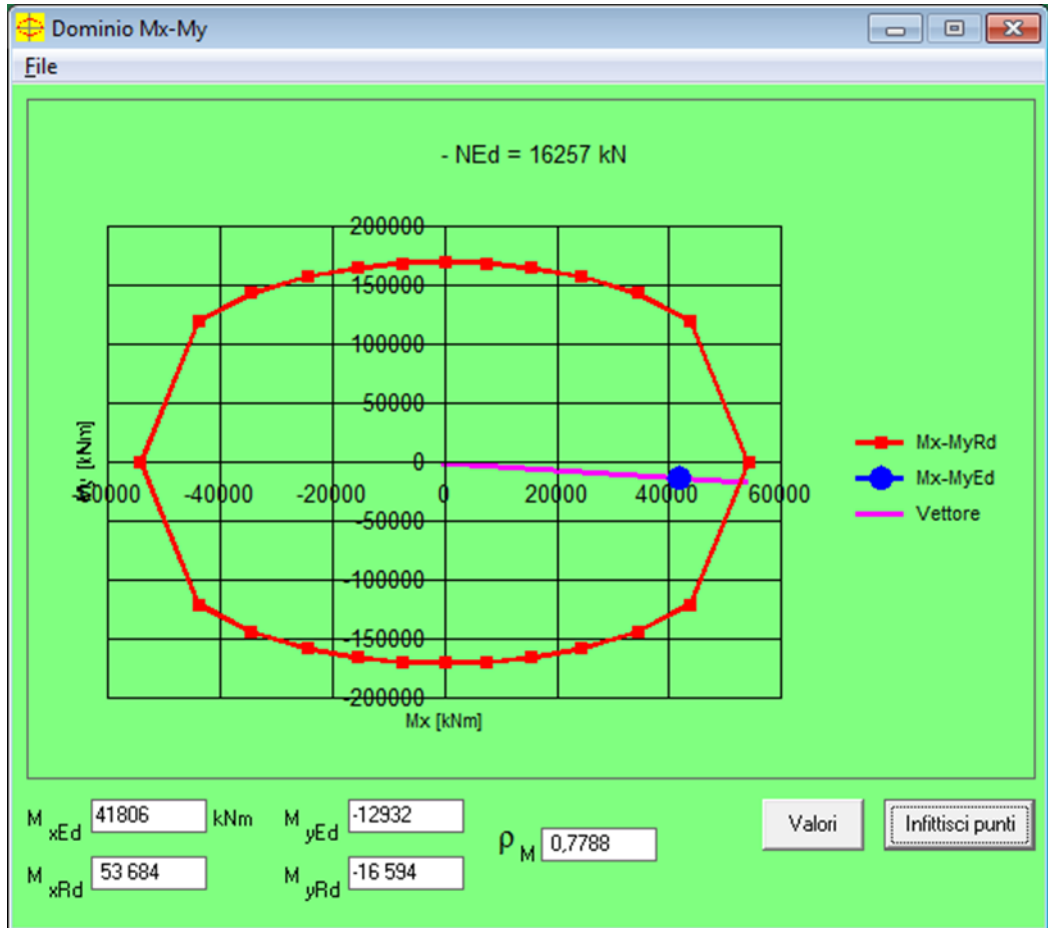 Dominio Mx-My
File
- NEd = 16257 kN
200000
150000
100000
50000
0
-50000
-100000
-150000
-200000
-60000 -40000 -20000 0 20000 40000 60000
My [kNm]
Mx [kNm]
Mx-MyRd
Mx-MyEd
Vettore
M xEd 41806 kNm M yEd -12932
ρ M 0,7788
Valori Infittisci punti
M xRd 53 684 M yRd -16 594